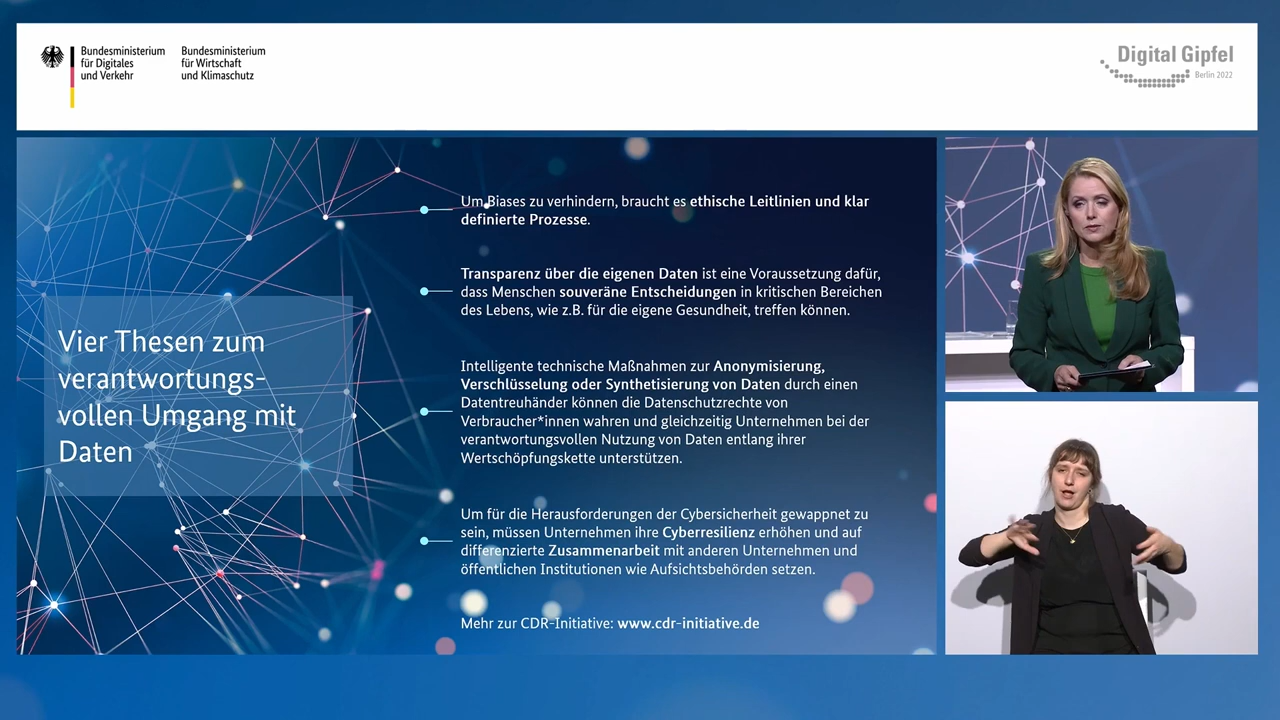 Bundesministerium
für Digitales
und Verkehr
Bundesministerium
für Wirtschaft
und Klimaschutz
Digital Gipfel
Berlin 2022
Vier Thesen zum
verantwortungs-
vollen Umgang mit
Daten
Um Biases zu verhindern, braucht es ethische Leitlinien und klar
definierte Prozesse.
Transparenz über die eigenen Daten ist eine Voraussetzung dafür,
dass Menschen souveräne Entscheidungen in kritischen Bereichen
des Lebens, wie z.B. für die eigene Gesundheit, treffen können.
Intelligente technische Maßnahmen zur Anonymisierung,
Verschlüsselung oder Synthetisierung von Daten durch einen
Datentreuhänder können die Datenschutzrechte von
Verbraucher*innen wahren und gleichzeitig Unternehmen bei der
verantwortungsvollen Nutzung von Daten entlang ihrer
Wertschöpfungskette unterstützen.
Um für die Herausforderungen der Cybersicherheit gewappnet zu
sein, müssen Unternehmen ihre Cyberresilienz erhöhen und auf
differenzierte Zusammenarbeit mit anderen Unternehmen und
öffentlichen Institutionen wie Aufsichtsbehörden setzen.
Mehr zur CDR-Initiative: www.cdr-initiative.de